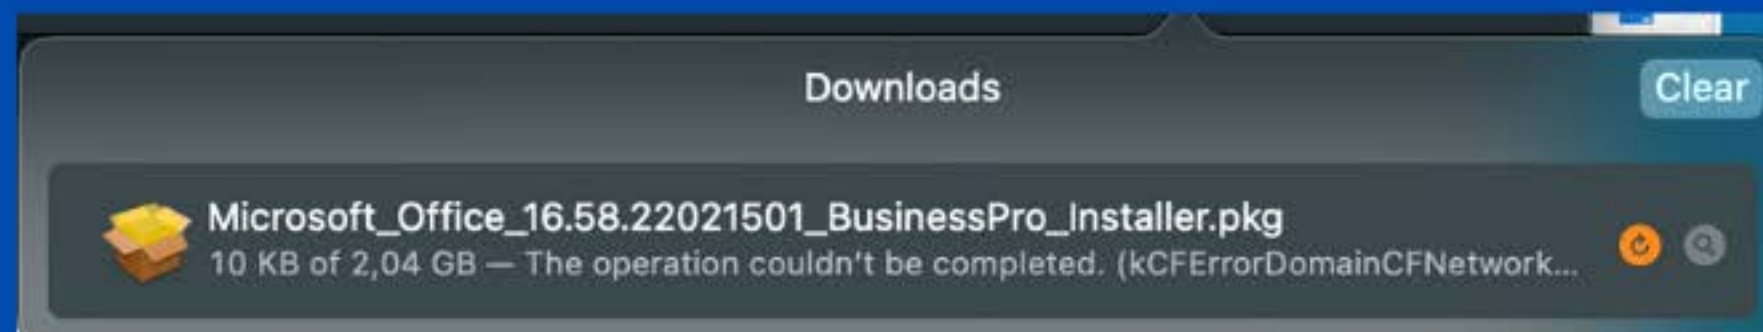 Downloads
Clear
Microsoft_Office_16.58.22021501_BusinessPro_Installer.pkg
10 KB of 2,04 GB — The operation couldn't be completed. (kCFErrorDomainCFNetwork...